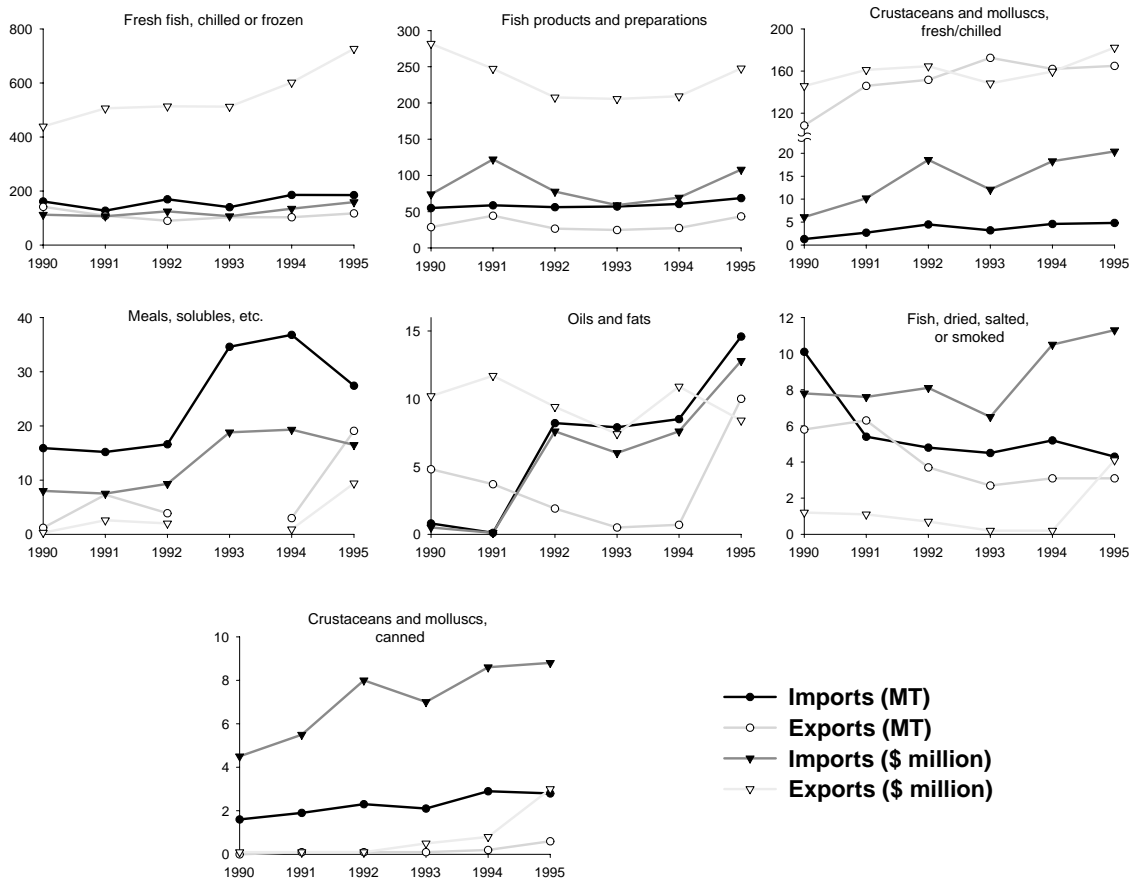 Fresh fish, chilled or frozen
800
600
400
200
0
1990 1991 1992 1993 1994 1995
Fish products and preparations
300
250
200
150
100
50
0
1990 1991 1992 1993 1994 1995
Crustaceans and molluscs,
fresh/chilled
200
160
120
20
15
10
5
0
1990 1991 1992 1993 1994 1995
Meals, solubles, etc.
40
30
20
10
0
1990 1991 1992 1993 1994 1995
Oils and fats
15
10
5
0
1990 1991 1992 1993 1994 1995
Fish, dried, salted,
or smoked
12
10
8
6
4
2
0
1990 1991 1992 1993 1994 1995
Crustaceans and molluscs,
canned
10
8
6
4
2
0
1990 1991 1992 1993 1994 1995
Imports (MT)
Exports (MT)
Imports ($ million)
Exports ($ million)